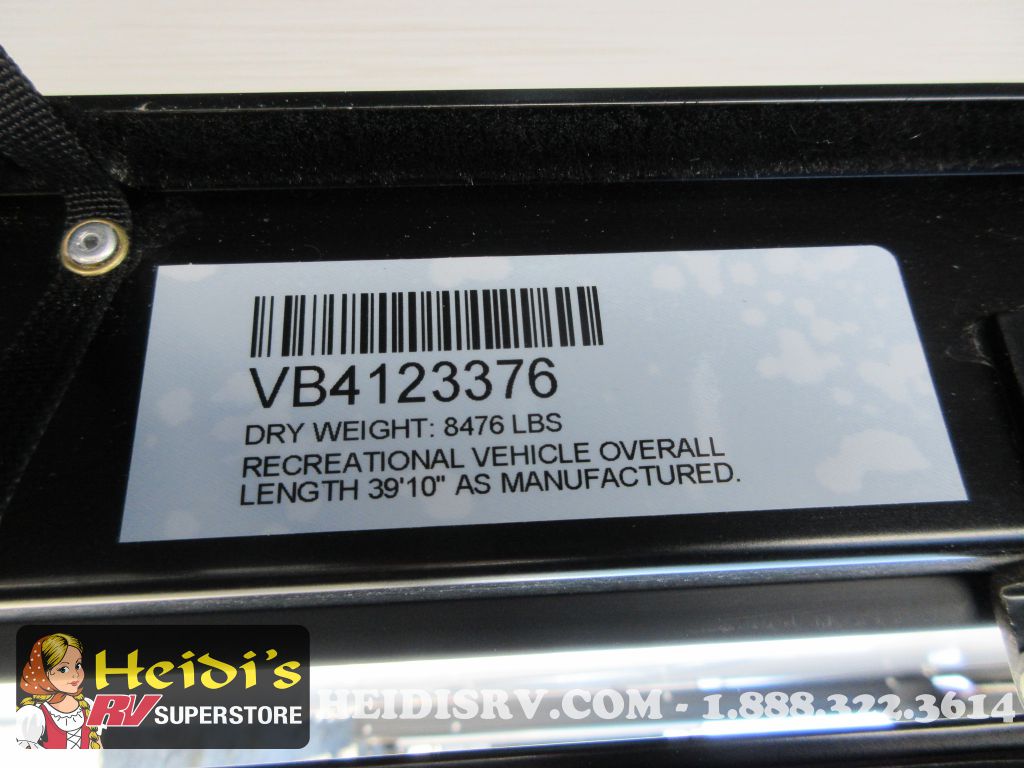 VB4123376
DRY WEIGHT: 8476 LBS
RECREATIONAL VEHICLE OVERALL
LENGTH 39'10" AS MANUFACTURED.
Heidi's
RV SUPERSTORE
HEIDISRV.COM - 1.888.322.3614